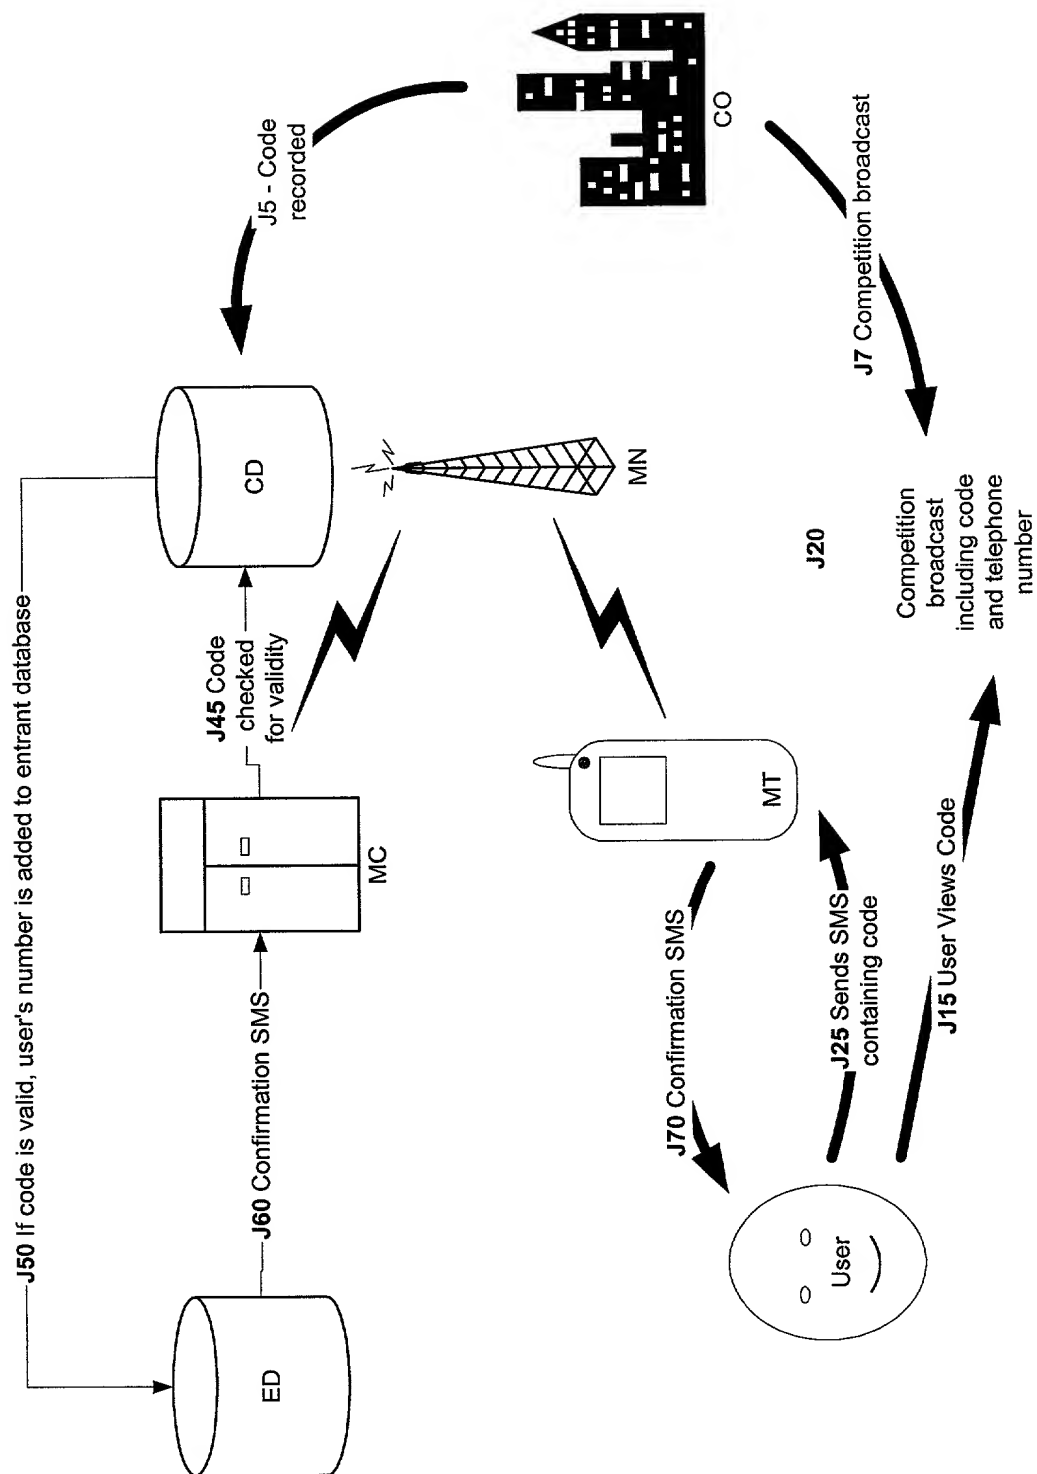 J50 If code is valid, user's number is added to entrant database
ED
J60 Confirmation SMS
MC
J45 Code
checked
for validity
CD
J5 - Code
recorded
User
J70 Confirmation SMS
J25 Sends SMS
containing code
J15 User Views Code
MT
MN
J20
Competition
broadcast
including code
and telephone
number
CO
J7 Competition broadcast